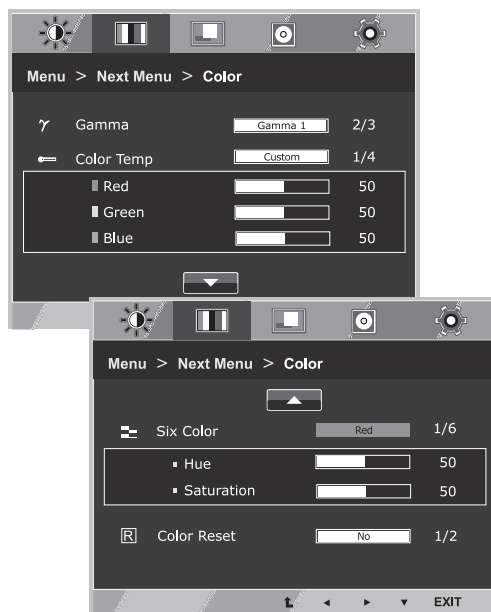 Menu > Next Menu > Color
γ Gamma Gamma 1 2/3
Color Temp Custom 1/4
Red 50
Green 50
Blue 50
Menu > Next Menu > Color
Six Color Red 1/6
Hue 50
Saturation 50
R Color Reset No 1/2
EXIT